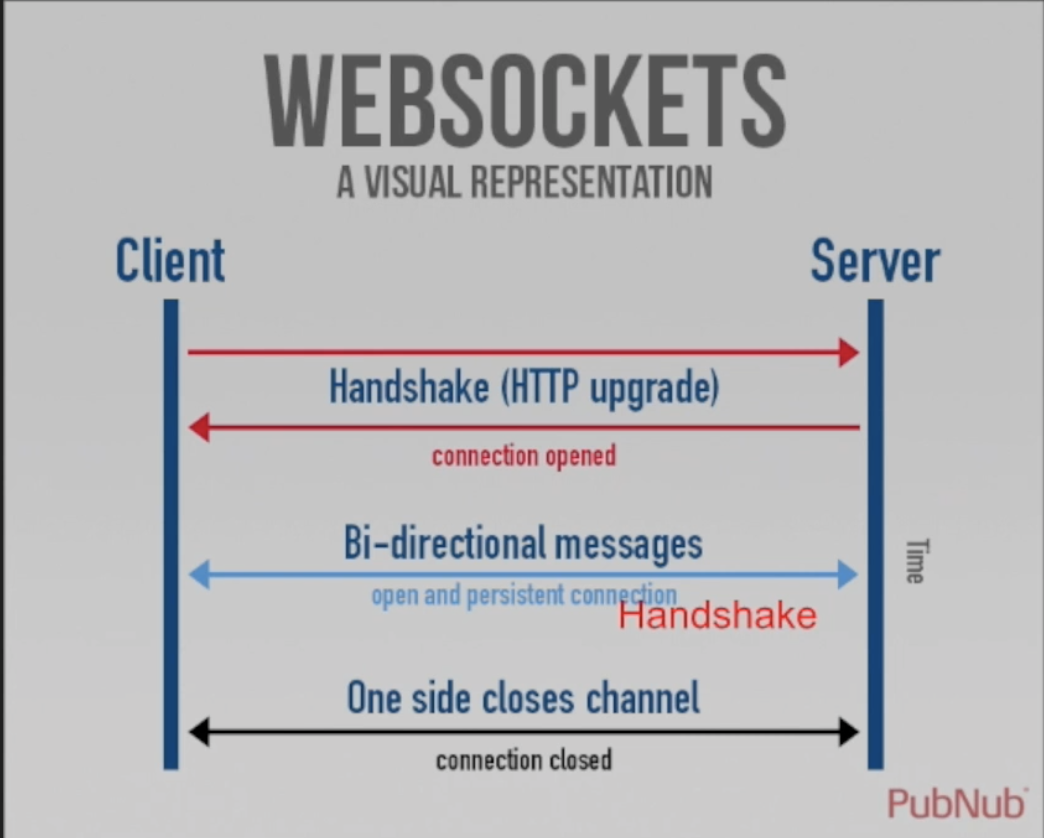 WEBSOCKETS
A VISUAL REPRESENTATION
Client
Server
Handshake (HTTP upgrade)
connection opened
Bi-directional messages
Time
open and persistent connection
Handshake
One side closes channel
connection closed
PubNub